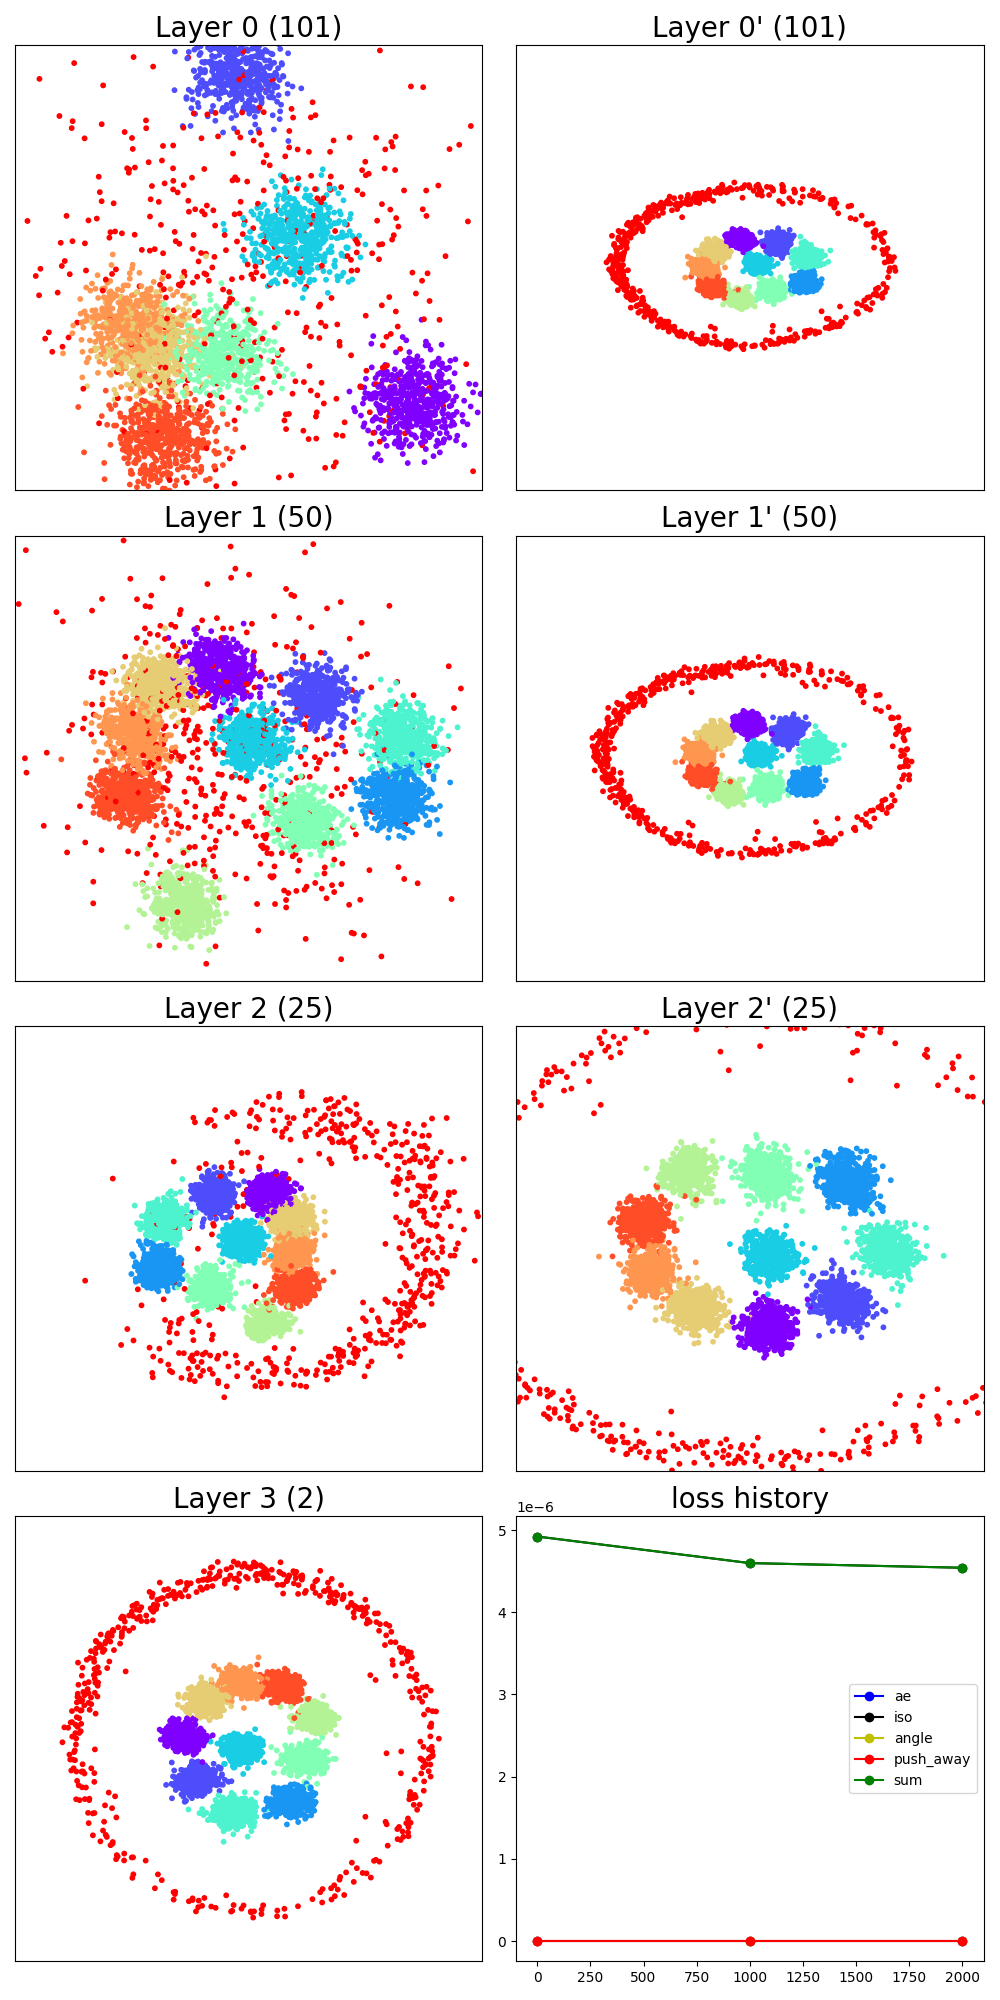 Layer 0 (101)
Layer 0' (101)
Layer 1 (50)
Layer 1' (50)
Layer 2 (25)
Layer 2' (25)
Layer 3 (2)
loss history
1e−6
5
4
3
2
1
0
ae
iso
angle
push_away
sum
0 250 500 750 1000 1250 1500 1750 2000